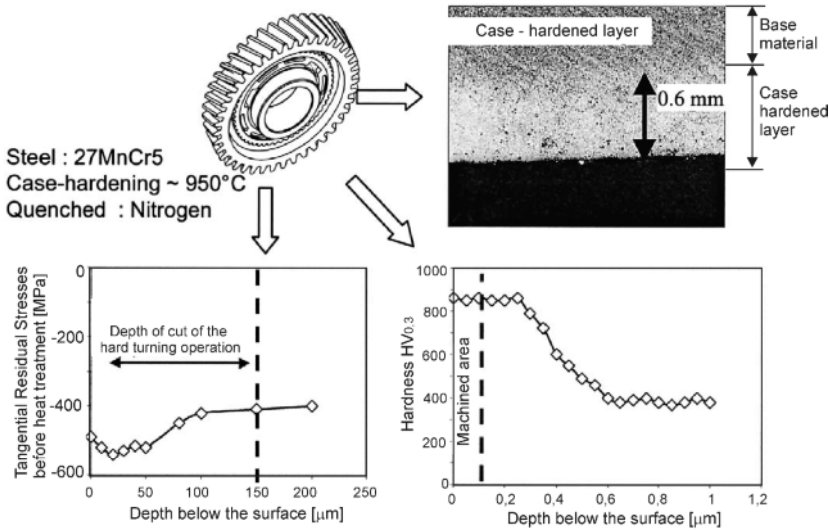 Case - hardened layer
Base
material
0.6 mm
Case
hardened
layer
Steel : 27MnCr5
Case-hardening ~ 950°C
Quenched : Nitrogen
Tangential Residual Stresses
before heat treatment [MPa]
0
-200
-400
-600
Depth of cut of the
hard turning operation
0
50
100
150
200
250
Depth below the surface [µm]
Hardness HV0.3
1000
800
600
400
200
0
Machined area
0
0,2
0,4
0,6
0,8
1
1,2
Depth below the surface [µm]